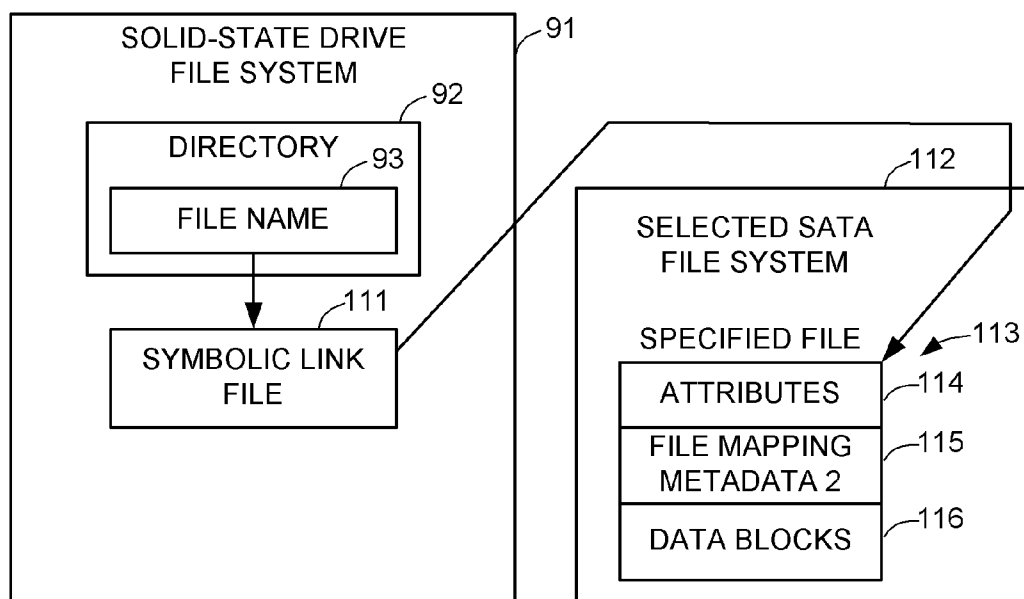 SOLID-STATE DRIVE
FILE SYSTEM
91
92
DIRECTORY
93
FILE NAME
111
SYMBOLIC LINK
FILE
112
SELECTED SATA
FILE SYSTEM
SPECIFIED FILE
113
ATTRIBUTES
114
FILE MAPPING
METADATA 2
115
DATA BLOCKS
116